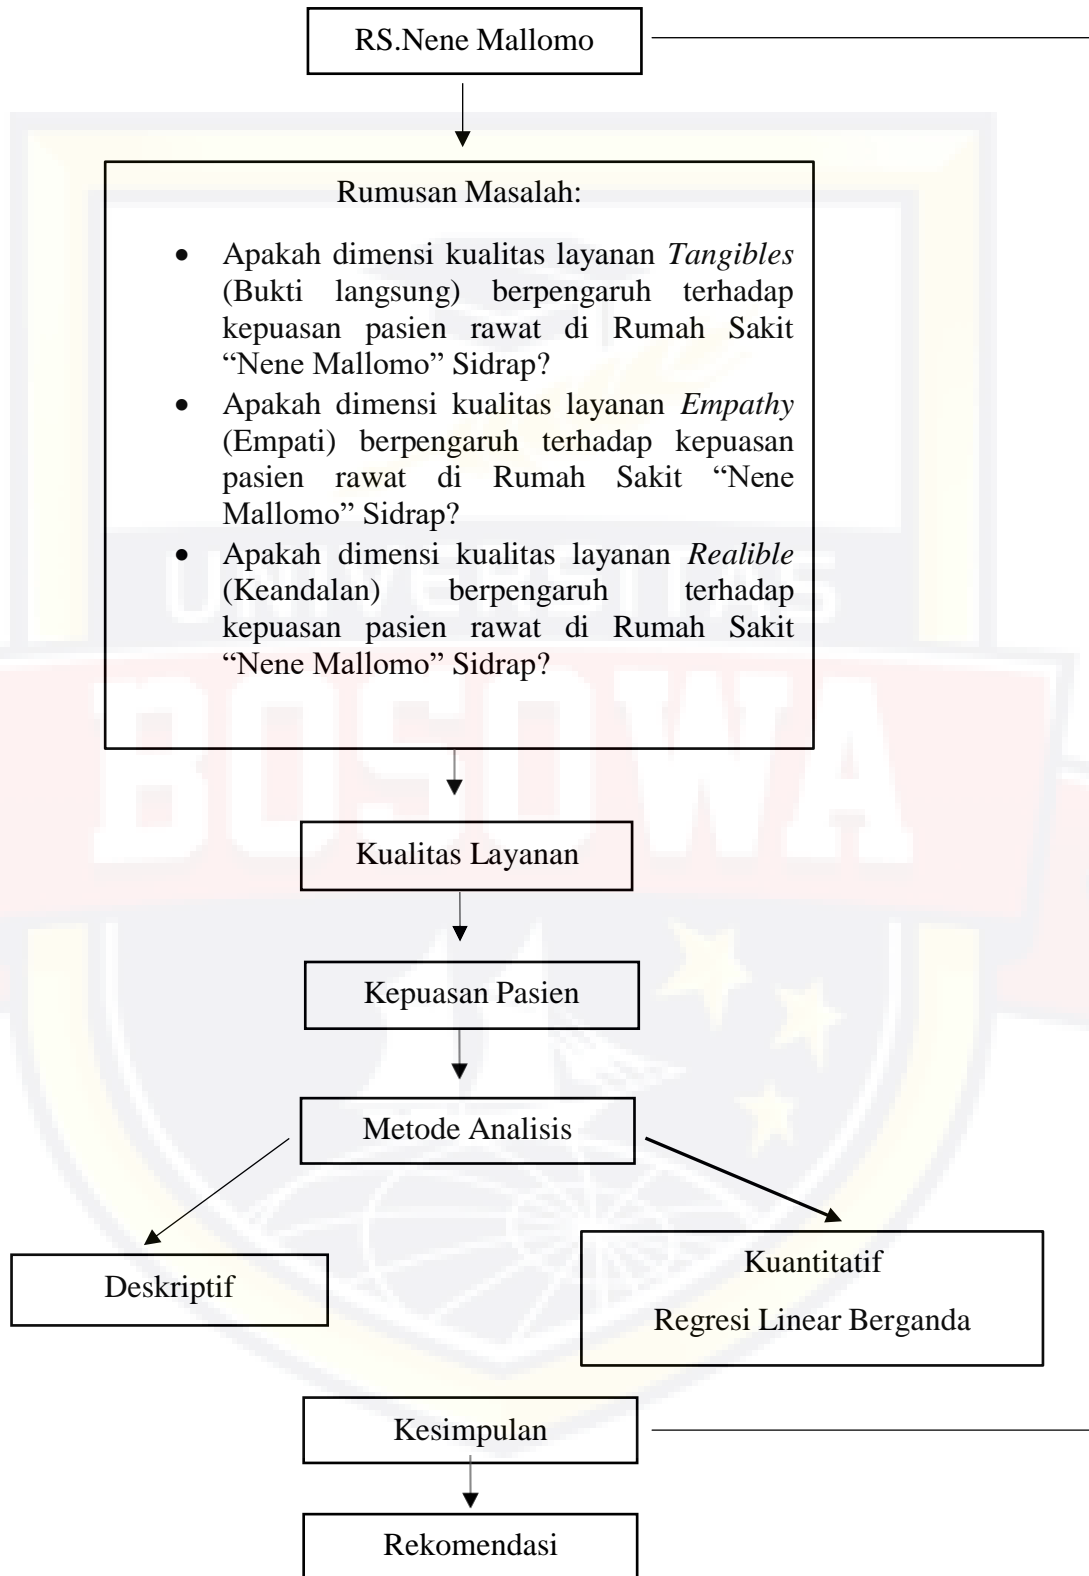 RS.Nene Mallomo
Rumusan Masalah:
• Apakah dimensi kualitas layanan Tangibles
(Bukti langsung) berpengaruh terhadap
kepuasan pasien rawat di Rumah Sakit
“Nene Mallomo” Sidrap?
• Apakah dimensi kualitas layanan Empathy
(Empati) berpengaruh terhadap kepuasan
pasien rawat di Rumah Sakit “Nene
Mallomo” Sidrap?
• Apakah dimensi kualitas layanan Realible
(Keandalan) berpengaruh terhadap
kepuasan pasien rawat di Rumah Sakit
“Nene Mallomo” Sidrap?
UNIVERSITAS
BOSOWA
Kualitas Layanan
Kepuasan Pasien
Metode Analisis
Deskriptif
Kuantitatif
Regresi Linear Berganda
Kesimpulan
Rekomendasi